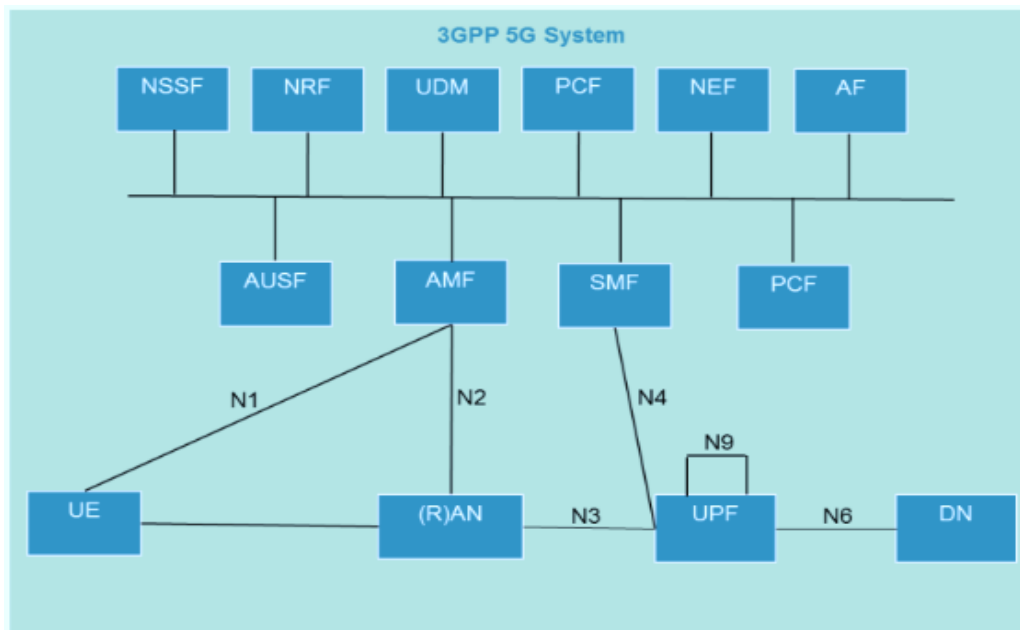 3GPP 5G System
NSSF
NRF
UDM
PCF
NEF
AF
AUSF
AMF
SMF
PCF
N1
N2
N4
N9
UE
(R)AN
N3
UPF
N6
DN